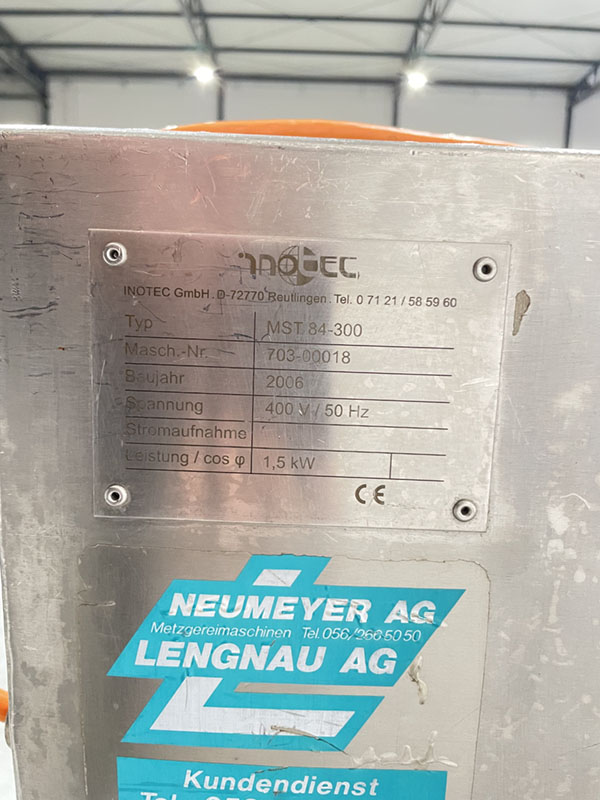 inotec
INOTEC GmbH . D-72770 Reutlingen . Tel. 0 71 21 / 58 59 60
Typ MST 84-300
Masch.-Nr. 703-00018
Baujahr 2006
Spannung 400 V / 50 Hz
Stromaufnahme
Leistung / cos φ 1,5 kW
CE
NEUMEYER AG
Metzgereimaschinen Tel. 056/266 50 50
LENGNAU AG
Kundendienst